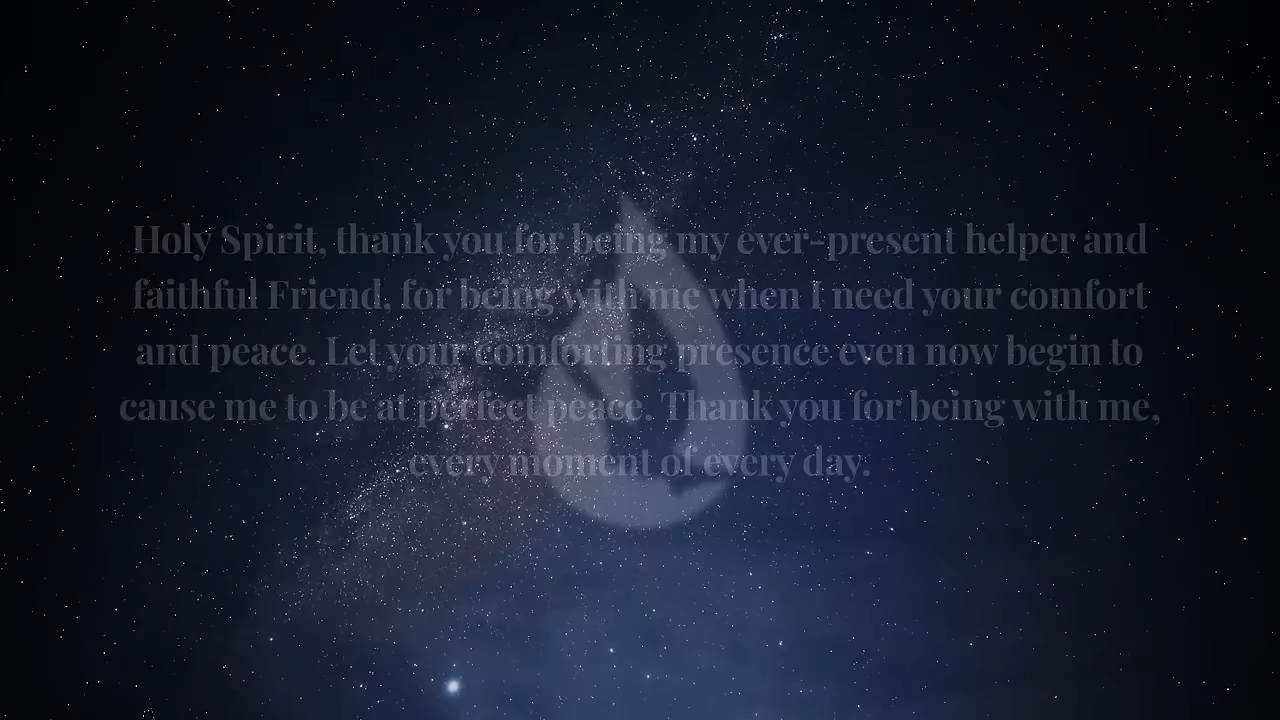 Holy Spirit, thank you for being my ever-present helper and
faithful Friend, for being with me when I need your comfort
and peace. Let your comforting presence even now begin to
cause me to be at perfect peace. Thank you for being with me,
every moment of every day.